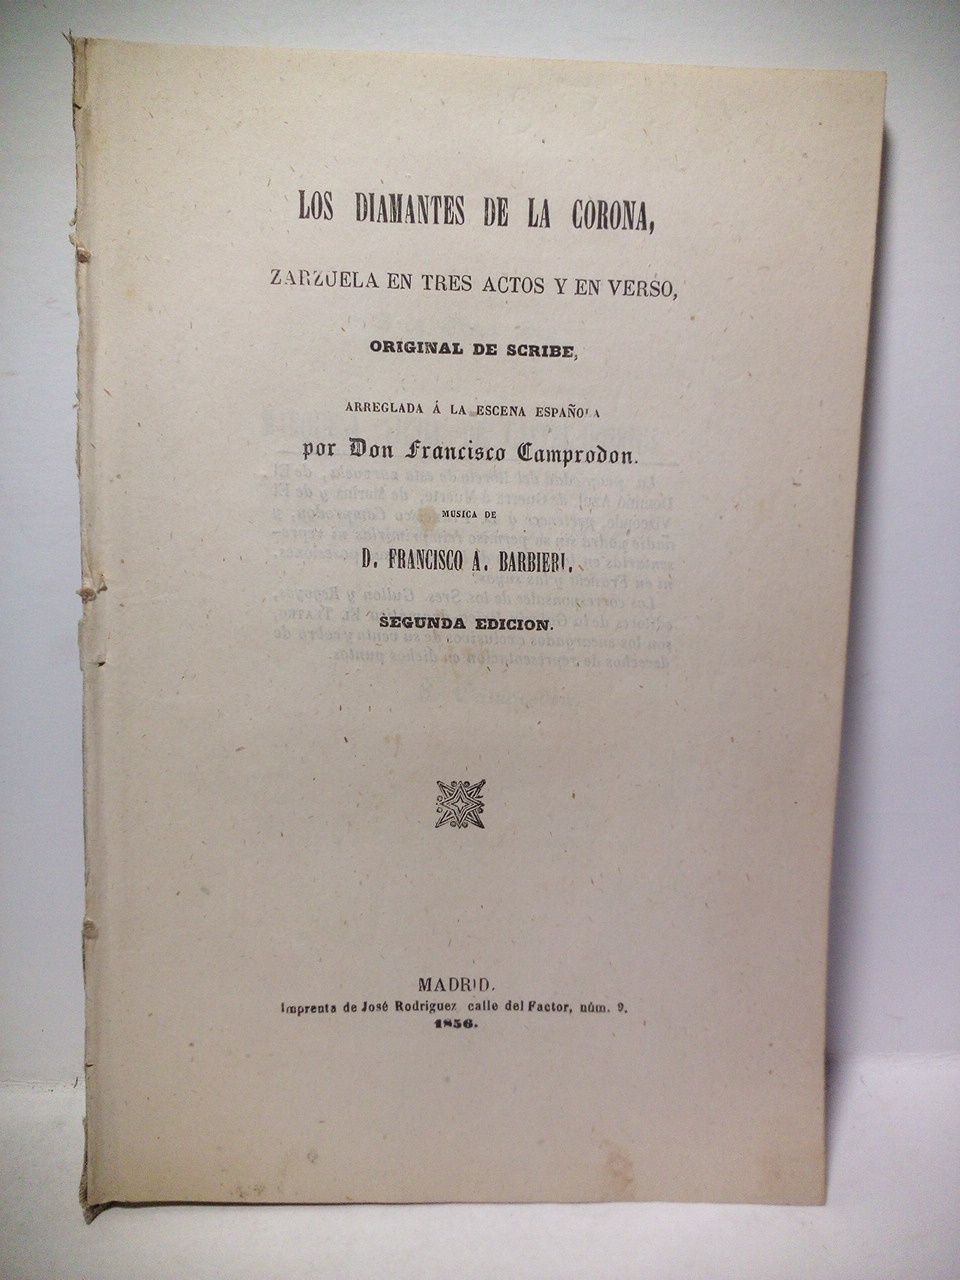 LOS DIAMANTES DE LA CORONA,
ZARZUELA EN TRES ACTOS Y EN VERSO,
ORIGINAL DE SCRIBE,
ARREGLADA Á LA ESCENA ESPAÑOLA
por Don Francisco Camprodon.
MUSICA DE
D. FRANCISCO A. BARBIERI.
SEGUNDA EDICION.
MADRID.
Imprenta de José Rodriguez calle del Factor, núm. 9.
1856.